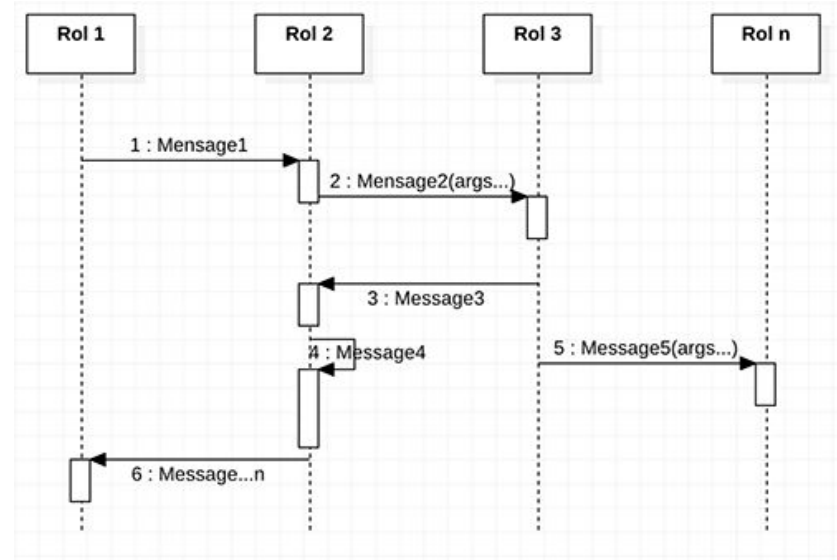 Rol 1
Rol 2
Rol 3
Rol n
1 : Mensage1
2 : Mensage2(args...)
3 : Message3
4 : Message4
5 : Message5(args...)
6 : Message...n